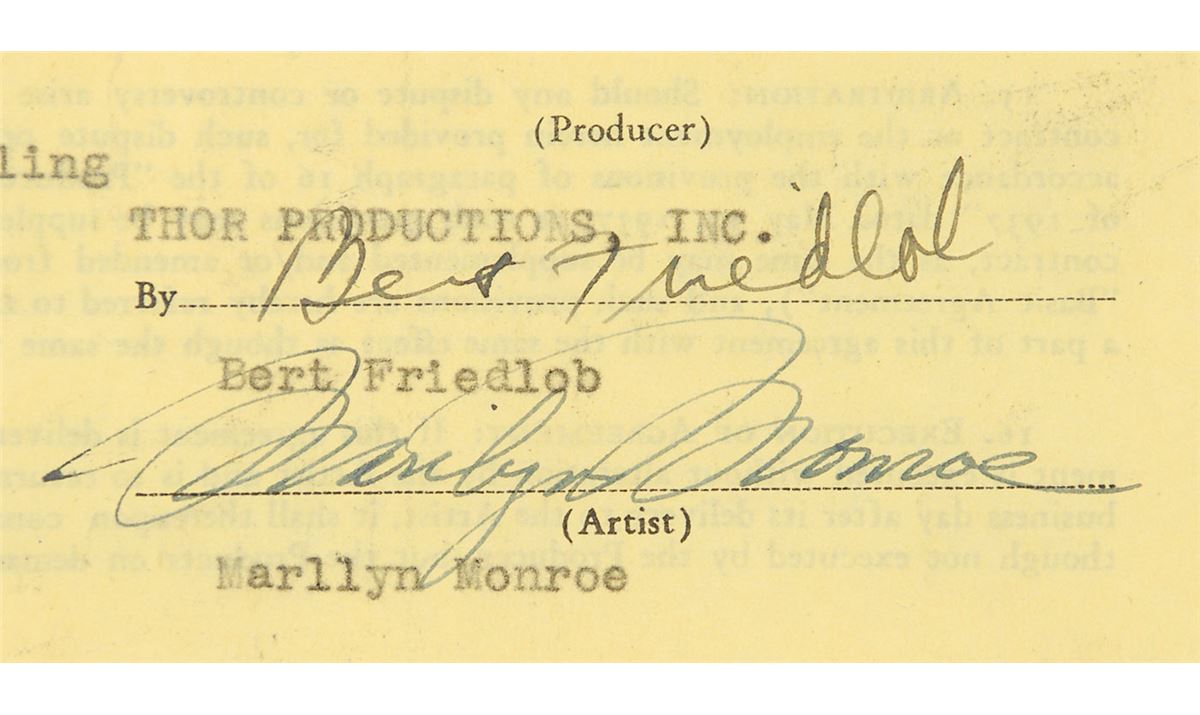 (Producer)
ling
THOR PRODUCTIONS, INC.
By Bert Friedlob
Bert Friedlob
Marilyn Monroe
(Artist)
Marllyn Monroe